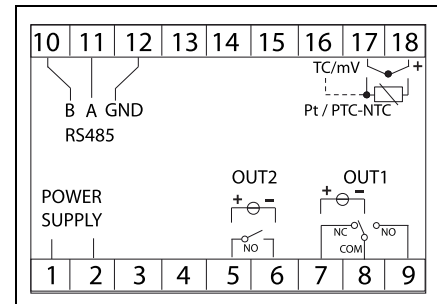 10 11 12 13 14 15 16 17 18
TC/mV +
B A GND
Pt / PTC-NTC
RS485
OUT2 OUT1
POWER
SUPPLY
+ - + -
NC NO
NO COM
1 2 3 4 5 6 7 8 9